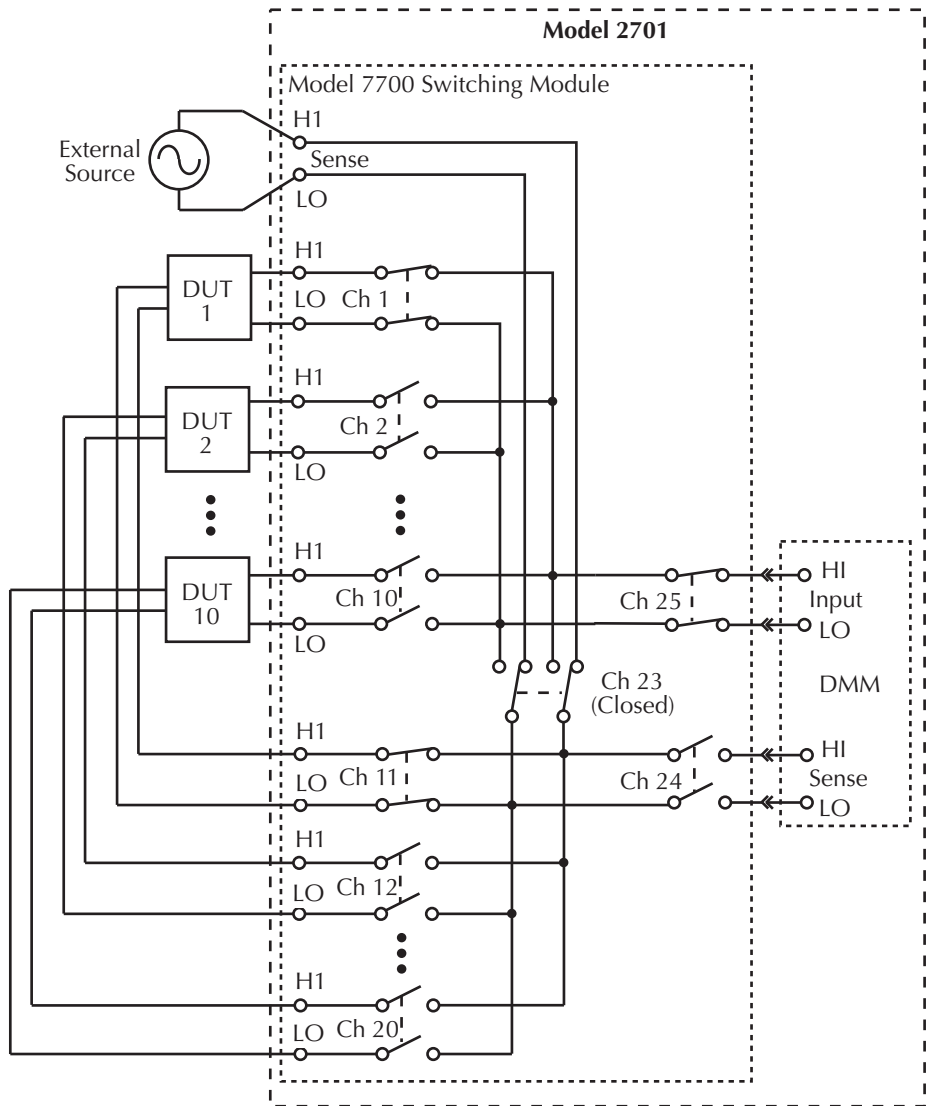 Model 2701
Model 7700 Switching Module
H1
External
Source
Sense
LO
H1
DUT
1
LO
Ch 1
H1
DUT
2
Ch 2
LO
H1
DUT
10
Ch 10
LO
Ch 25
HI
Input
LO
DMM
Ch 23
(Closed)
H1
LO
Ch 11
Ch 24
HI
Sense
LO
H1
LO
Ch 12
H1
LO
Ch 20